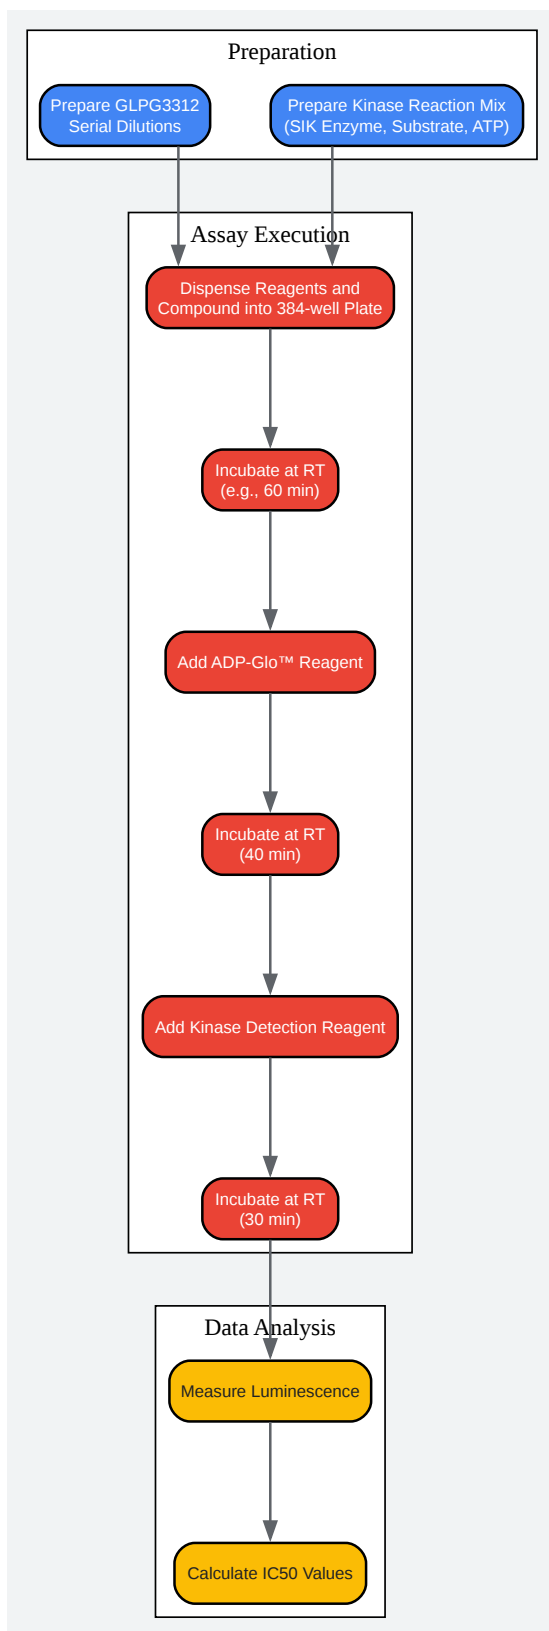 Preparation
Prepare GLPG3312
Serial Dilutions
Prepare Kinase Reaction Mix
(SIK Enzyme, Substrate, ATP)
Assay Execution
Dispense Reagents and
Compound into 384-well Plate
Incubate at RT
(e.g., 60 min)
Add ADP-Glo™ Reagent
Incubate at RT
(40 min)
Add Kinase Detection Reagent
Incubate at RT
(30 min)
Data Analysis
Measure Luminescence
Calculate IC50 Values